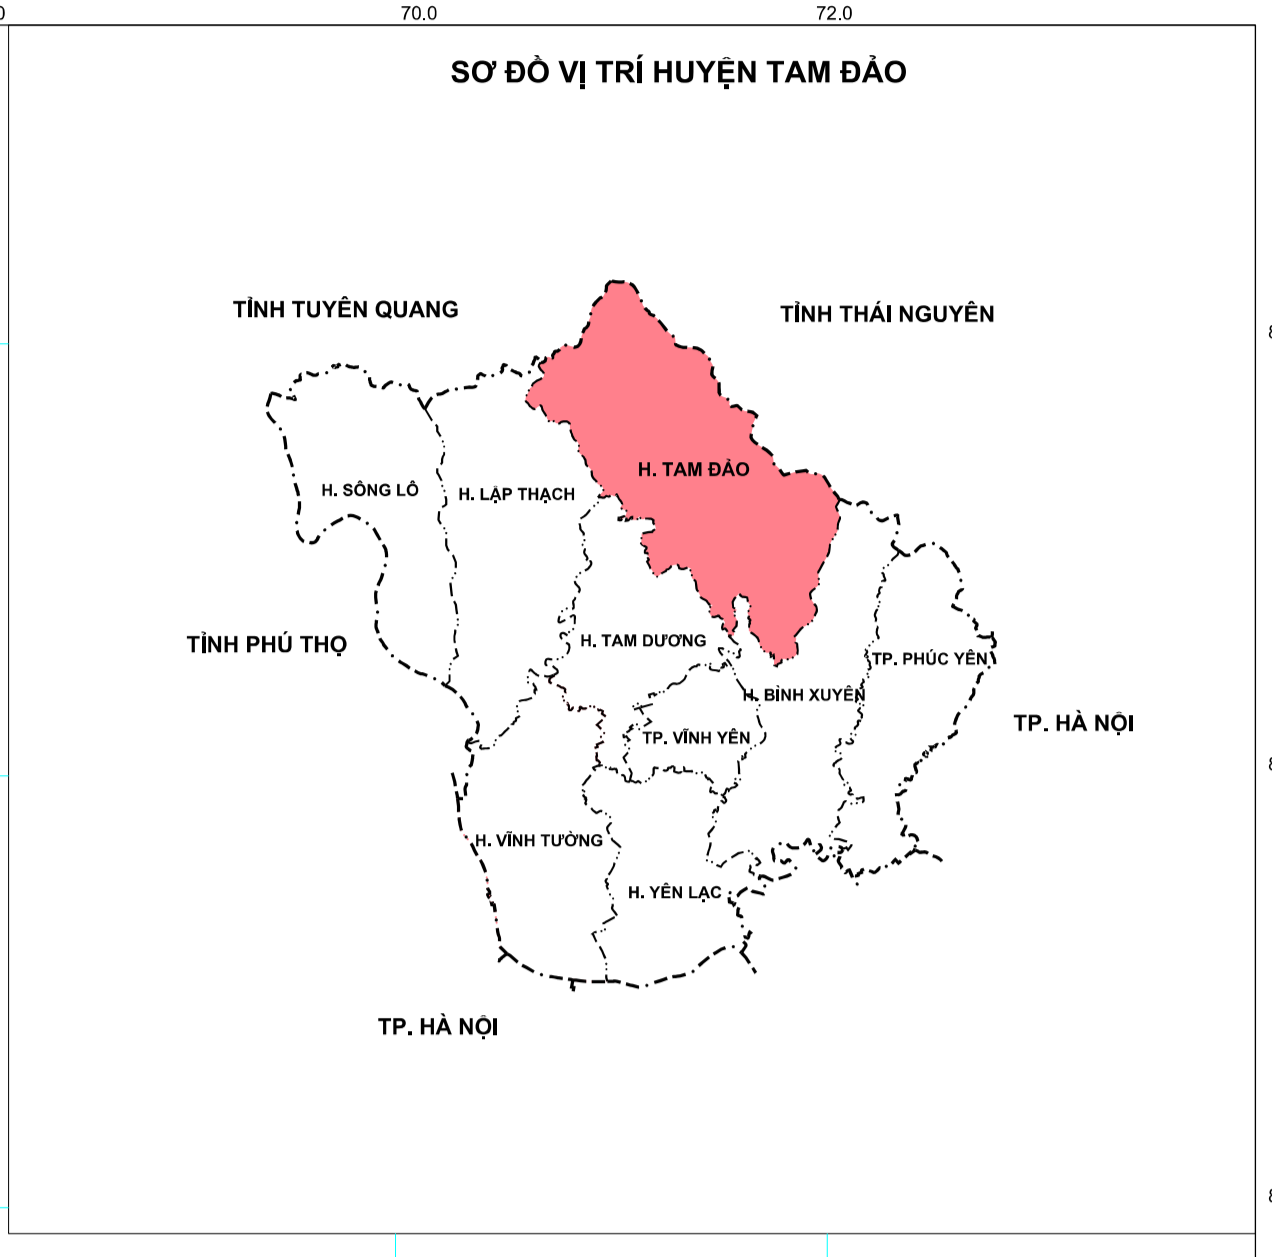 0 70.0 72.0
SƠ ĐỒ VỊ TRÍ HUYỆN TAM ĐẢO
TỈNH TUYÊN QUANG
TỈNH THÁI NGUYÊN
H. TAM ĐẢO
H. SÔNG LÔ
H. LẬP THẠCH
TỈNH PHÚ THỌ
H. TAM DƯƠNG
TP. PHÚC YÊN
H. BÌNH XUYÊN
TP. HÀ NỘI
TP. VĨNH YÊN
H. VĨNH TƯỜNG
H. YÊN LẠC
TP. HÀ NỘI